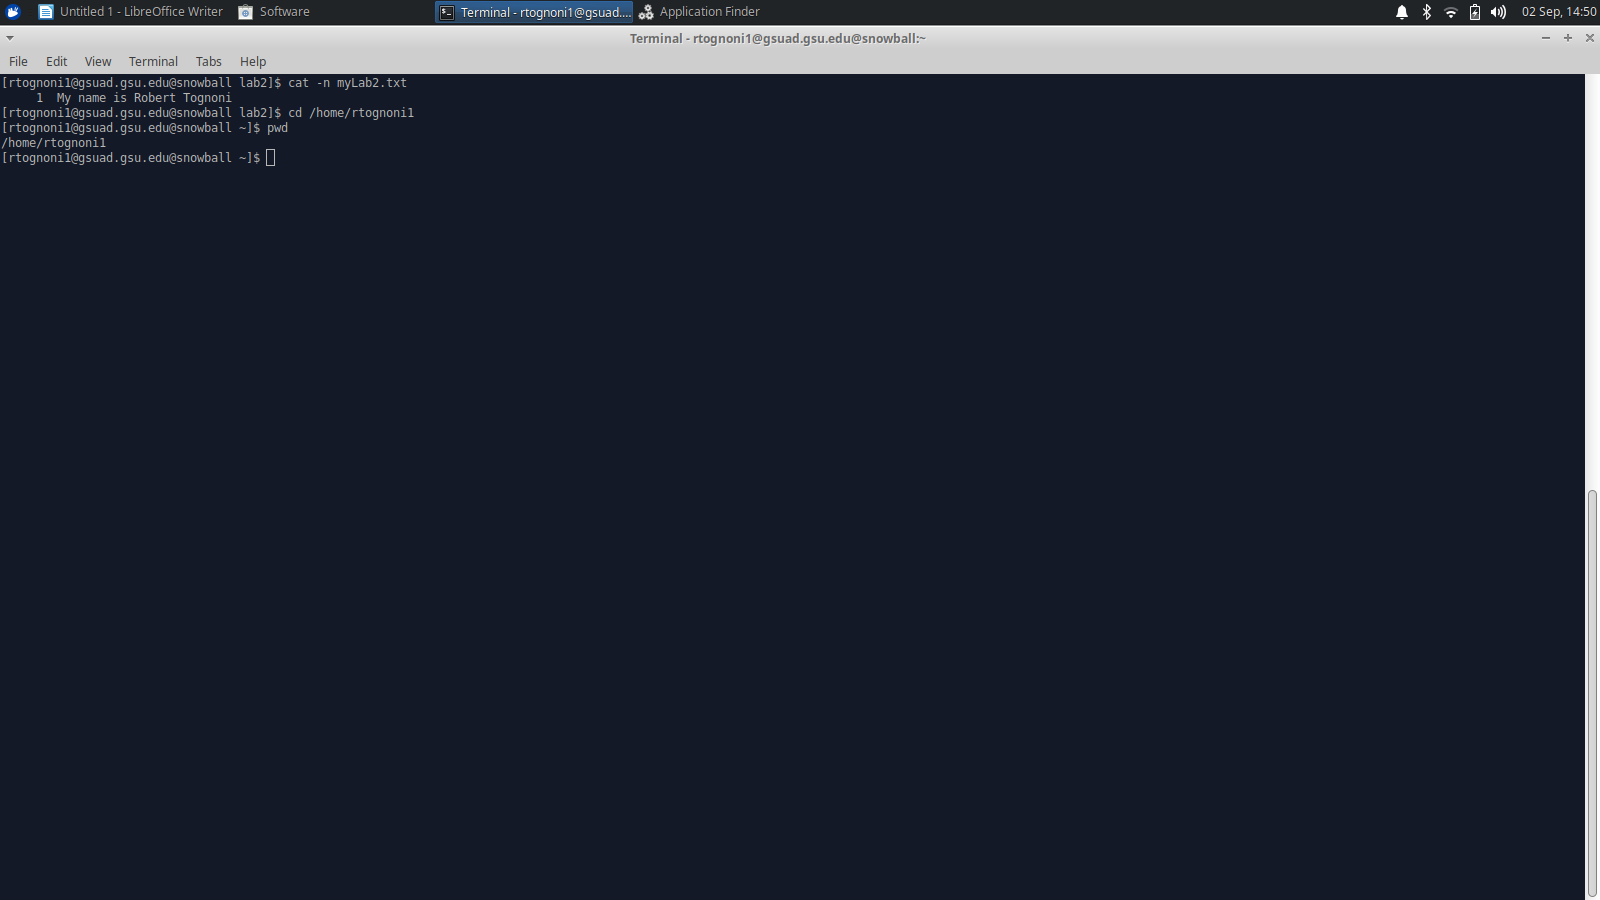 Untitled 1 - LibreOffice Writer Software Terminal - rtognoni1@gsuad.... Application Finder 02 Sep, 14:50
Terminal - rtognoni1@gsuad.gsu.edu@snowball:~
File Edit View Terminal Tabs Help
[rtognoni1@gsuad.gsu.edu@snowball lab2]$ cat -n myLab2.txt
     1  My name is Robert Tognoni
[rtognoni1@gsuad.gsu.edu@snowball lab2]$ cd /home/rtognoni1
[rtognoni1@gsuad.gsu.edu@snowball ~]$ pwd
/home/rtognoni1
[rtognoni1@gsuad.gsu.edu@snowball ~]$